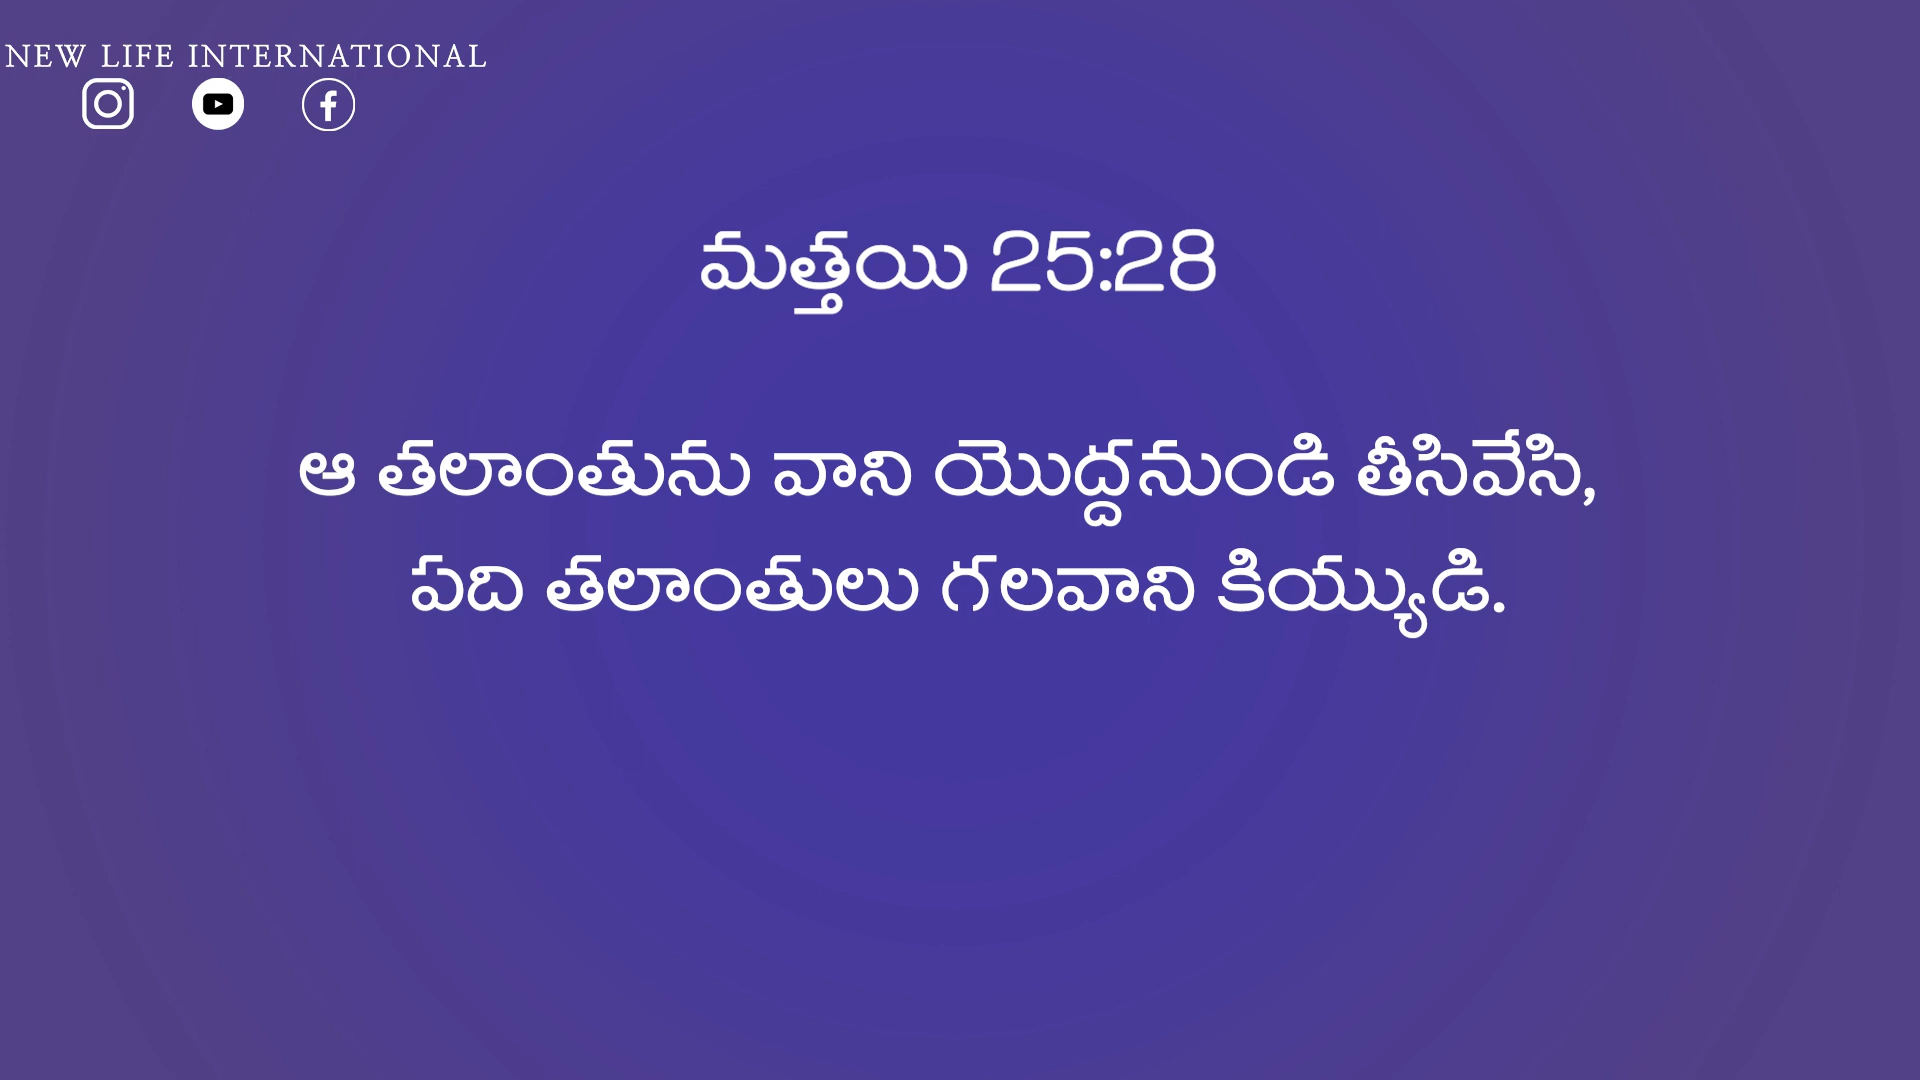 NEW LIFE INTERNATIONAL
మత్తయి 25:28
ఆ తలాంతును వాని యొద్దనుండి తీసివేసి,
పది తలాంతులు గలవాని కియ్యుడి.